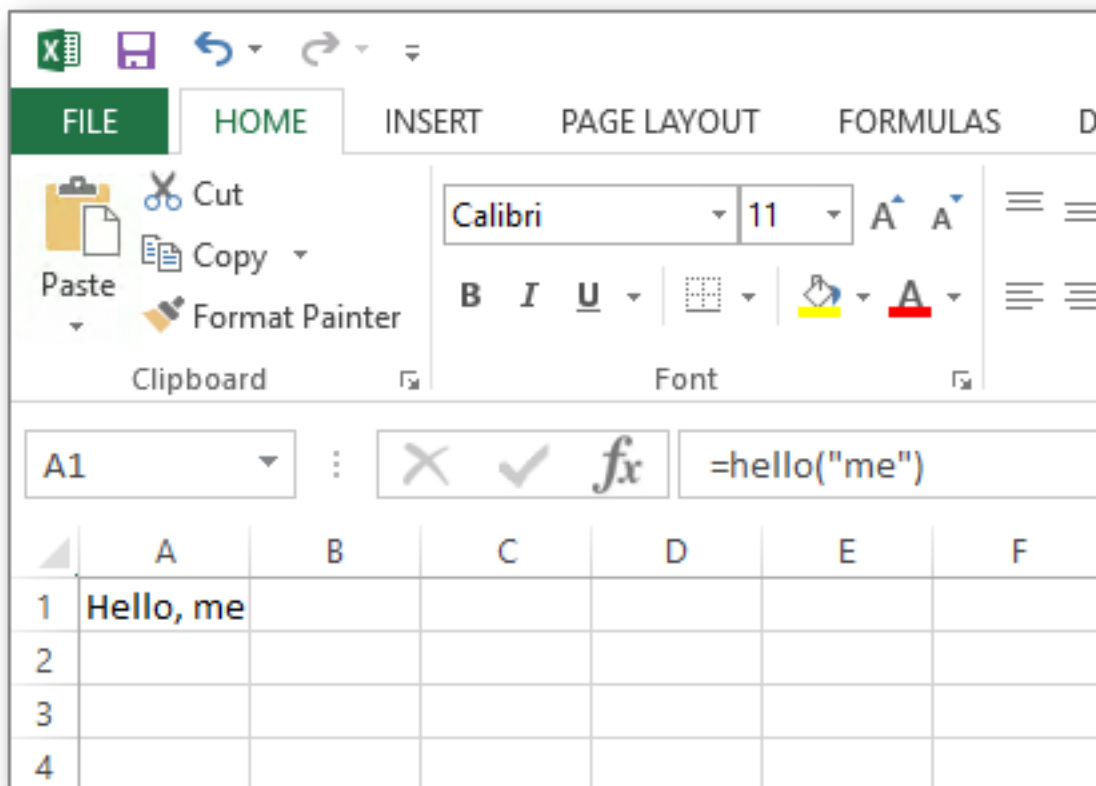 FILE HOME INSERT PAGE LAYOUT FORMULAS D
Cut
Copy
Paste
Format Painter
Calibri 11 A A
B I U A
Clipboard Font
A1 fx =hello("me")
A B C D E F
1 Hello, me
2
3
4